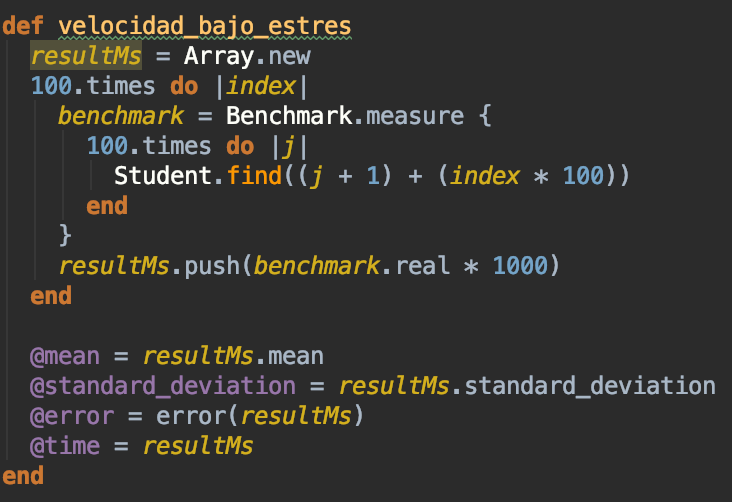 def velocidad_bajo_estres
  resultMs = Array.new
  100.times do |index|
    benchmark = Benchmark.measure {
      100.times do |j|
        Student.find((j + 1) + (index * 100))
      end
    }
    resultMs.push(benchmark.real * 1000)
  end

  @mean = resultMs.mean
  @standard_deviation = resultMs.standard_deviation
  @error = error(resultMs)
  @time = resultMs
end